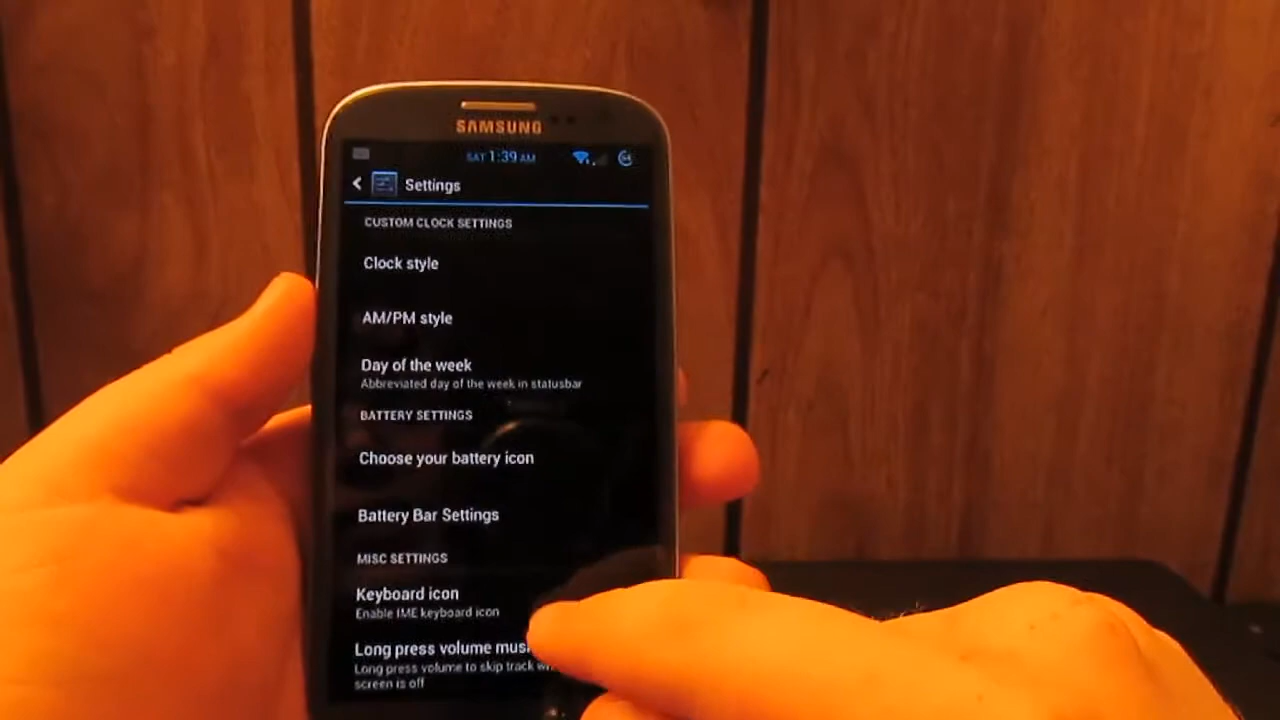 SAMSUNG
SAT 1:39 AM
Settings
CUSTOM CLOCK SETTINGS
Clock style
AM/PM style
Day of the week
Abbreviated day of the week in statusbar
BATTERY SETTINGS
Choose your battery icon
Battery Bar Settings
MISC SETTINGS
Keyboard icon
Enable IME keyboard icon
Long press volume
Long press volume to skip track
screen is off